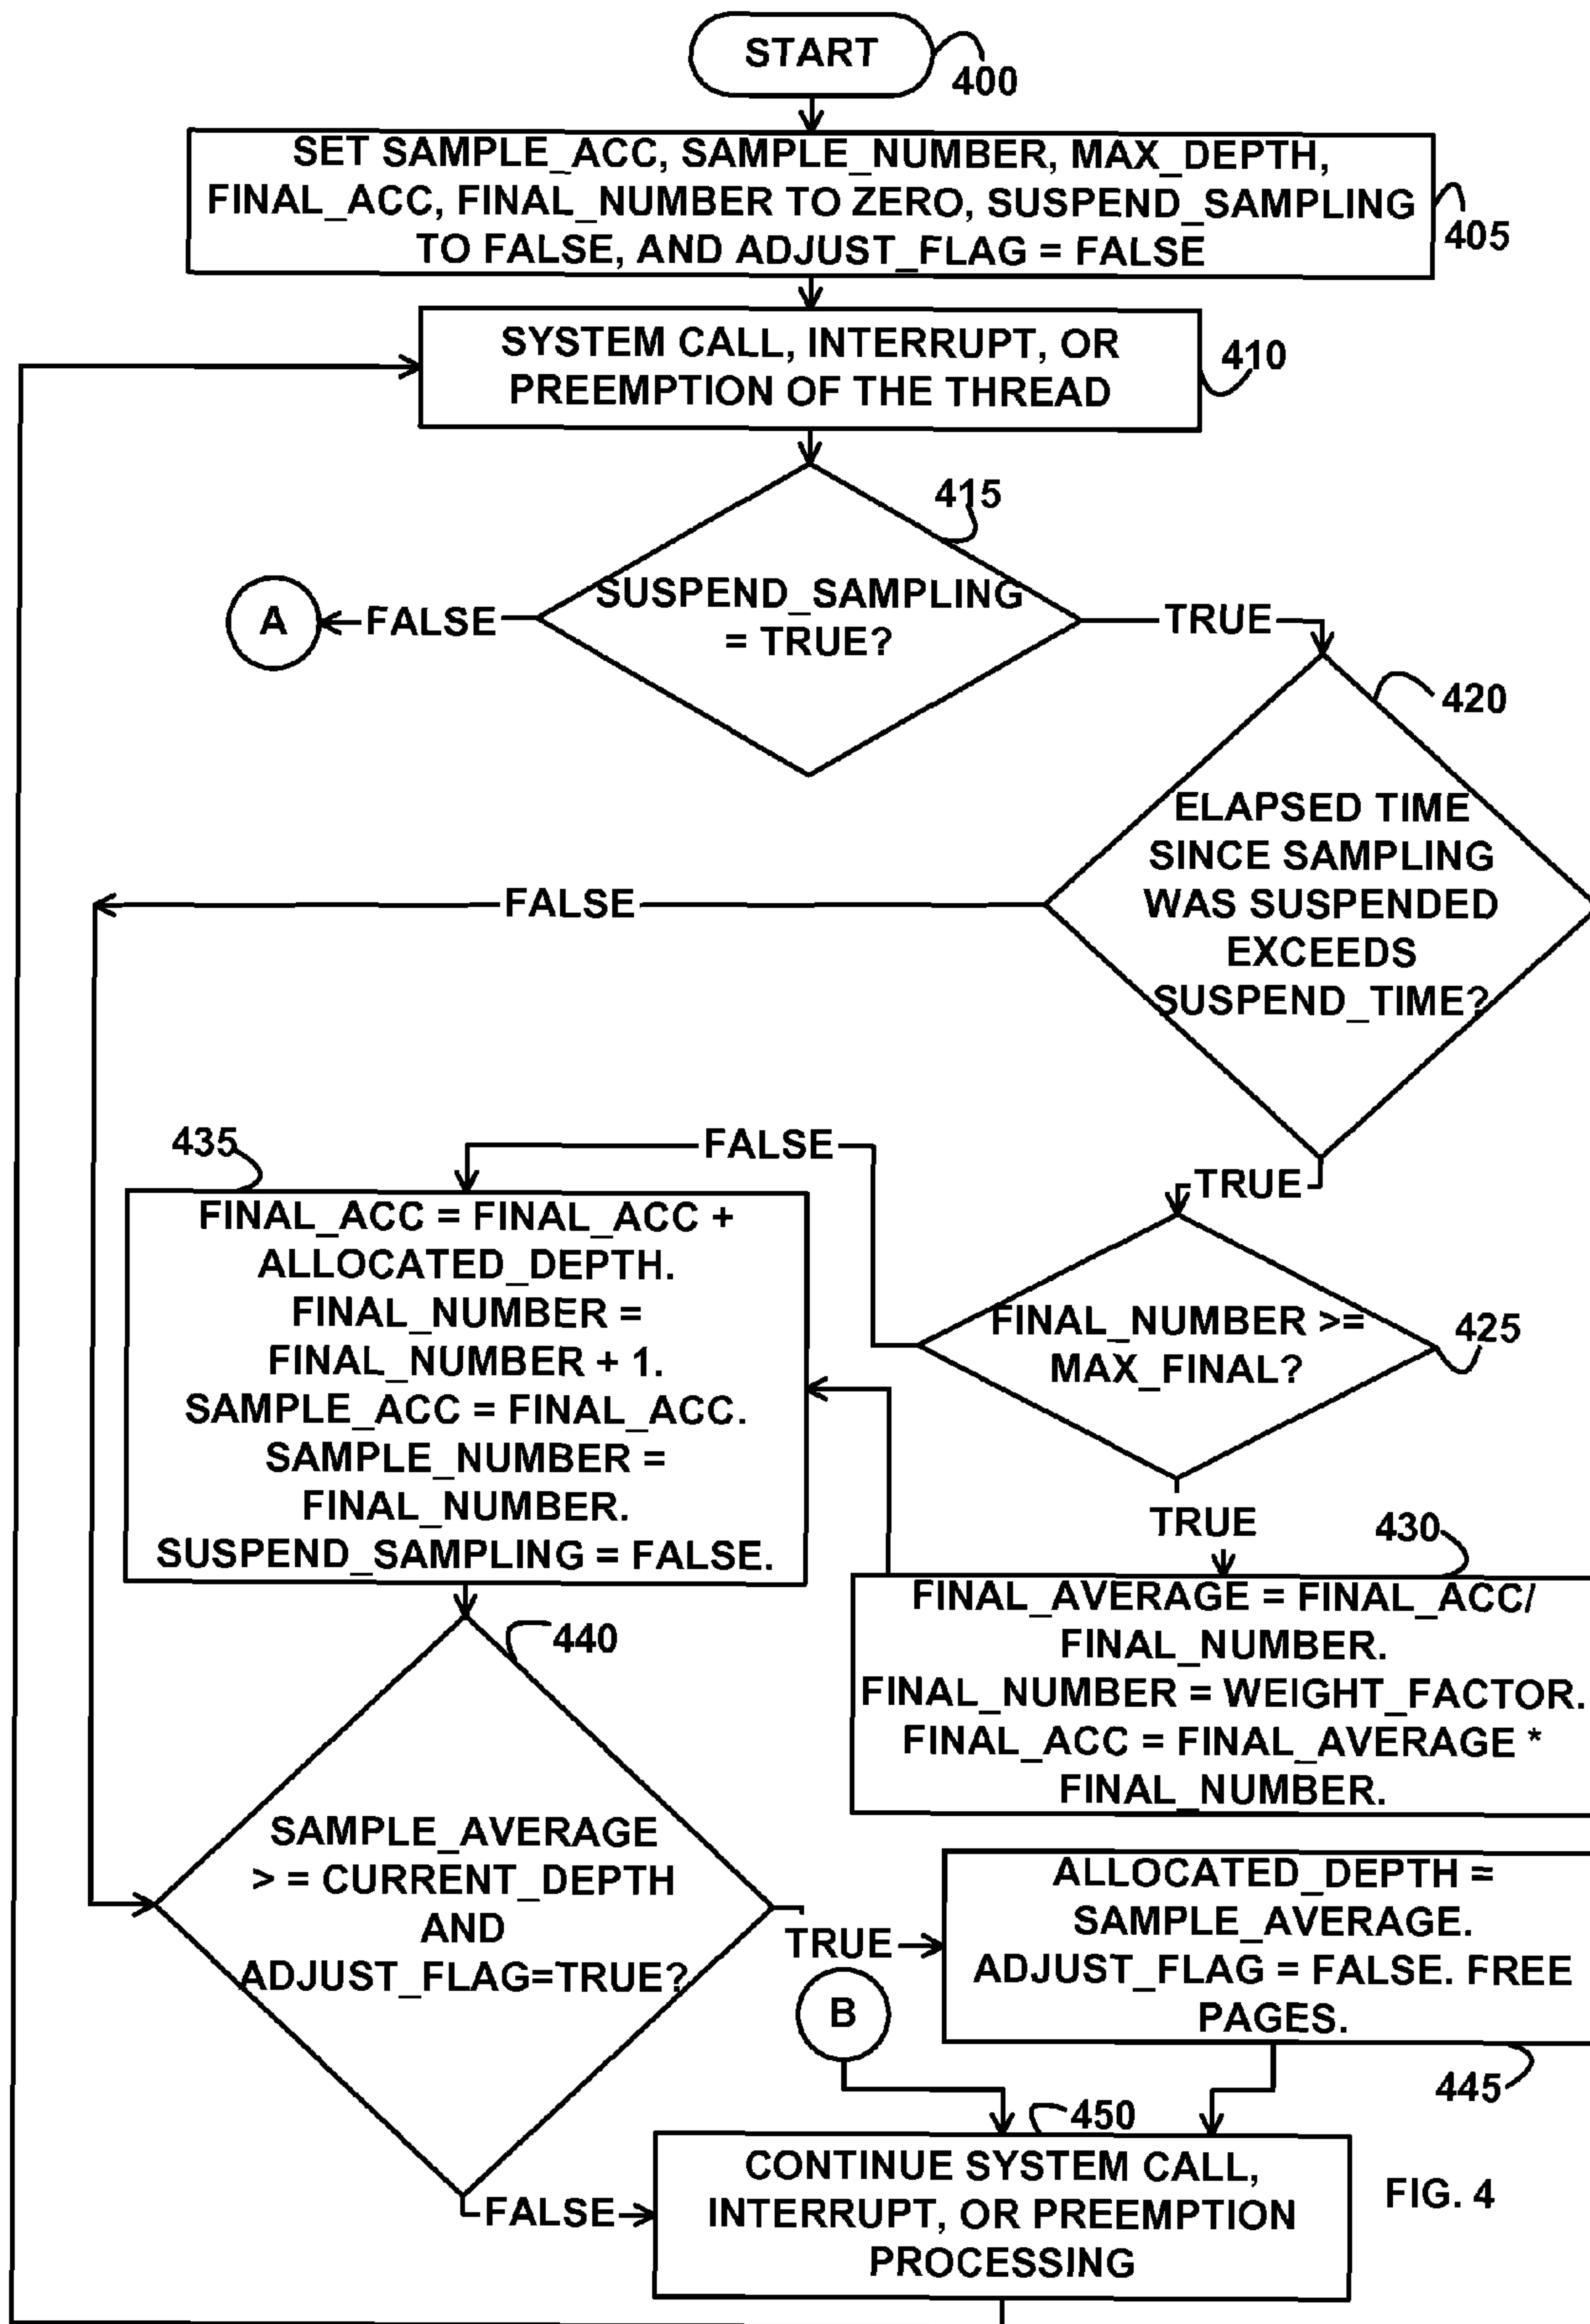 START
400
SET SAMPLE_ACC, SAMPLE_NUMBER, MAX_DEPTH,
FINAL_ACC, FINAL_NUMBER TO ZERO, SUSPEND_SAMPLING
TO FALSE, AND ADJUST_FLAG = FALSE
405
SYSTEM CALL, INTERRUPT, OR
PREEMPTION OF THE THREAD
410
415
SUSPEND_SAMPLING
= TRUE?
FALSE
A
TRUE
420
ELAPSED TIME
SINCE SAMPLING
WAS SUSPENDED
EXCEEDS
SUSPEND_TIME?
FALSE
TRUE
FINAL_NUMBER >=
MAX_FINAL?
425
FALSE
435
FINAL_ACC = FINAL_ACC +
ALLOCATED_DEPTH.
FINAL_NUMBER =
FINAL_NUMBER + 1.
SAMPLE_ACC = FINAL_ACC.
SAMPLE_NUMBER =
FINAL_NUMBER.
SUSPEND_SAMPLING = FALSE.
TRUE
430
FINAL_AVERAGE = FINAL_ACC/
FINAL_NUMBER.
FINAL_NUMBER = WEIGHT_FACTOR.
FINAL_ACC = FINAL_AVERAGE *
FINAL_NUMBER.
440
SAMPLE_AVERAGE
> = CURRENT_DEPTH
AND
ADJUST_FLAG=TRUE?
TRUE
ALLOCATED_DEPTH =
SAMPLE_AVERAGE.
ADJUST_FLAG = FALSE. FREE
PAGES.
445
B
FALSE
450
CONTINUE SYSTEM CALL,
INTERRUPT, OR PREEMPTION
PROCESSING
FIG. 4